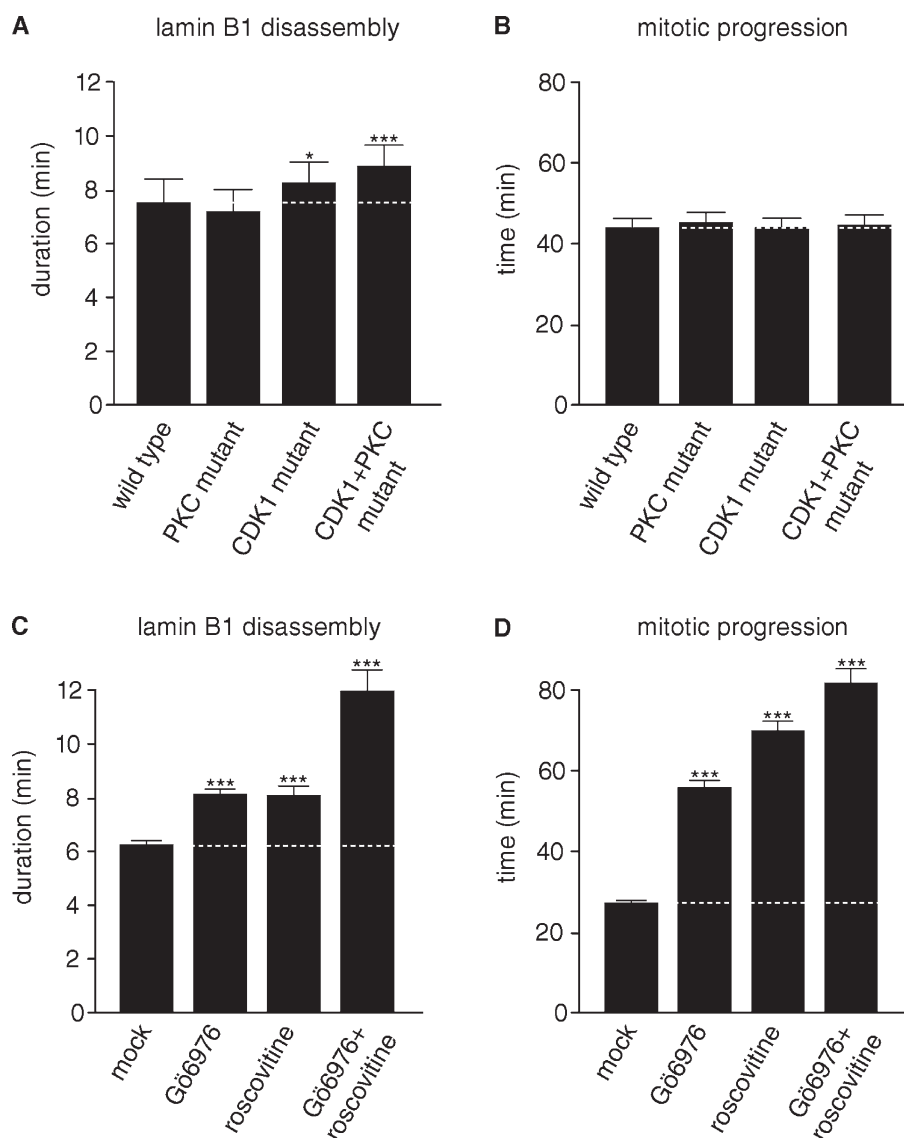 A lamin B1 disassembly
duration (min)
12
10
8
6
4
2
0
* ***
wild type
PKC mutant
CDK1 mutant
CDK1+PKC
mutant
B mitotic progression
time (min)
80
60
40
20
0
wild type
PKC mutant
CDK1 mutant
CDK1+PKC
mutant
C lamin B1 disassembly
duration (min)
12
10
8
6
4
2
0
*** *** ***
mock
Gö6976
roscovitine
Gö6976+
roscovitine
D mitotic progression
time (min)
80
60
40
20
0
*** *** ***
mock
Gö6976
roscovitine
Gö6976+
roscovitine